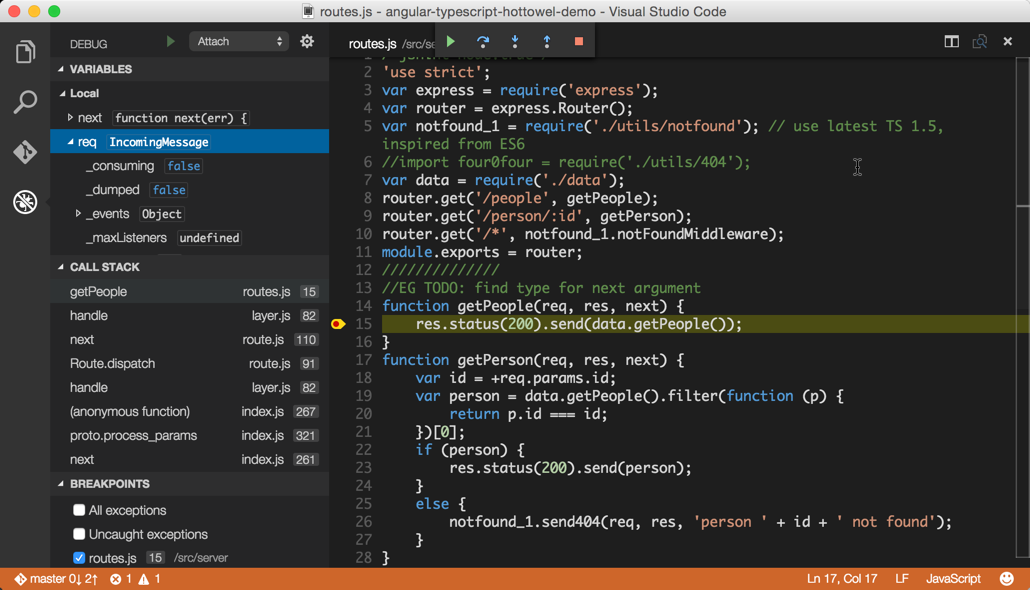 routes.js - angular-typescript-hottowel-demo - Visual Studio Code
DEBUG
Attach
VARIABLES
Local
next function next(err) {
req IncomingMessage
_consuming false
_dumped false
_events Object
_maxListeners undefined
CALL STACK
getPeople routes.js 15
handle layer.js 82
next route.js 110
Route.dispatch route.js 91
handle layer.js 82
(anonymous function) index.js 267
proto.process_params index.js 321
next index.js 261
BREAKPOINTS
All exceptions
Uncaught exceptions
routes.js 15 /src/server
routes.js
2 'use strict';
3 var express = require('express');
4 var router = express.Router();
5 var notfound_1 = require('./utils/notfound'); // use latest TS 1.5,
inspired from ES6
6 //import four0four = require('./utils/404');
7 var data = require('./data');
8 router.get('/people', getPeople);
9 router.get('/person/:id', getPerson);
10 router.get('/*', notfound_1.notFoundMiddleware);
11 module.exports = router;
12 //////////////
13 //EG TODO: find type for next argument
14 function getPeople(req, res, next) {
15 res.status(200).send(data.getPeople());
16 }
17 function getPerson(req, res, next) {
18 var id = +req.params.id;
19 var person = data.getPeople().filter(function (p) {
20 return p.id === id;
21 })[0];
22 if (person) {
23 res.status(200).send(person);
24 }
25 else {
26 notfound_1.send404(req, res, 'person ' + id + ' not found');
27 }
28 }
master 0↓ 2↑ 1 1
Ln 17, Col 17 LF JavaScript